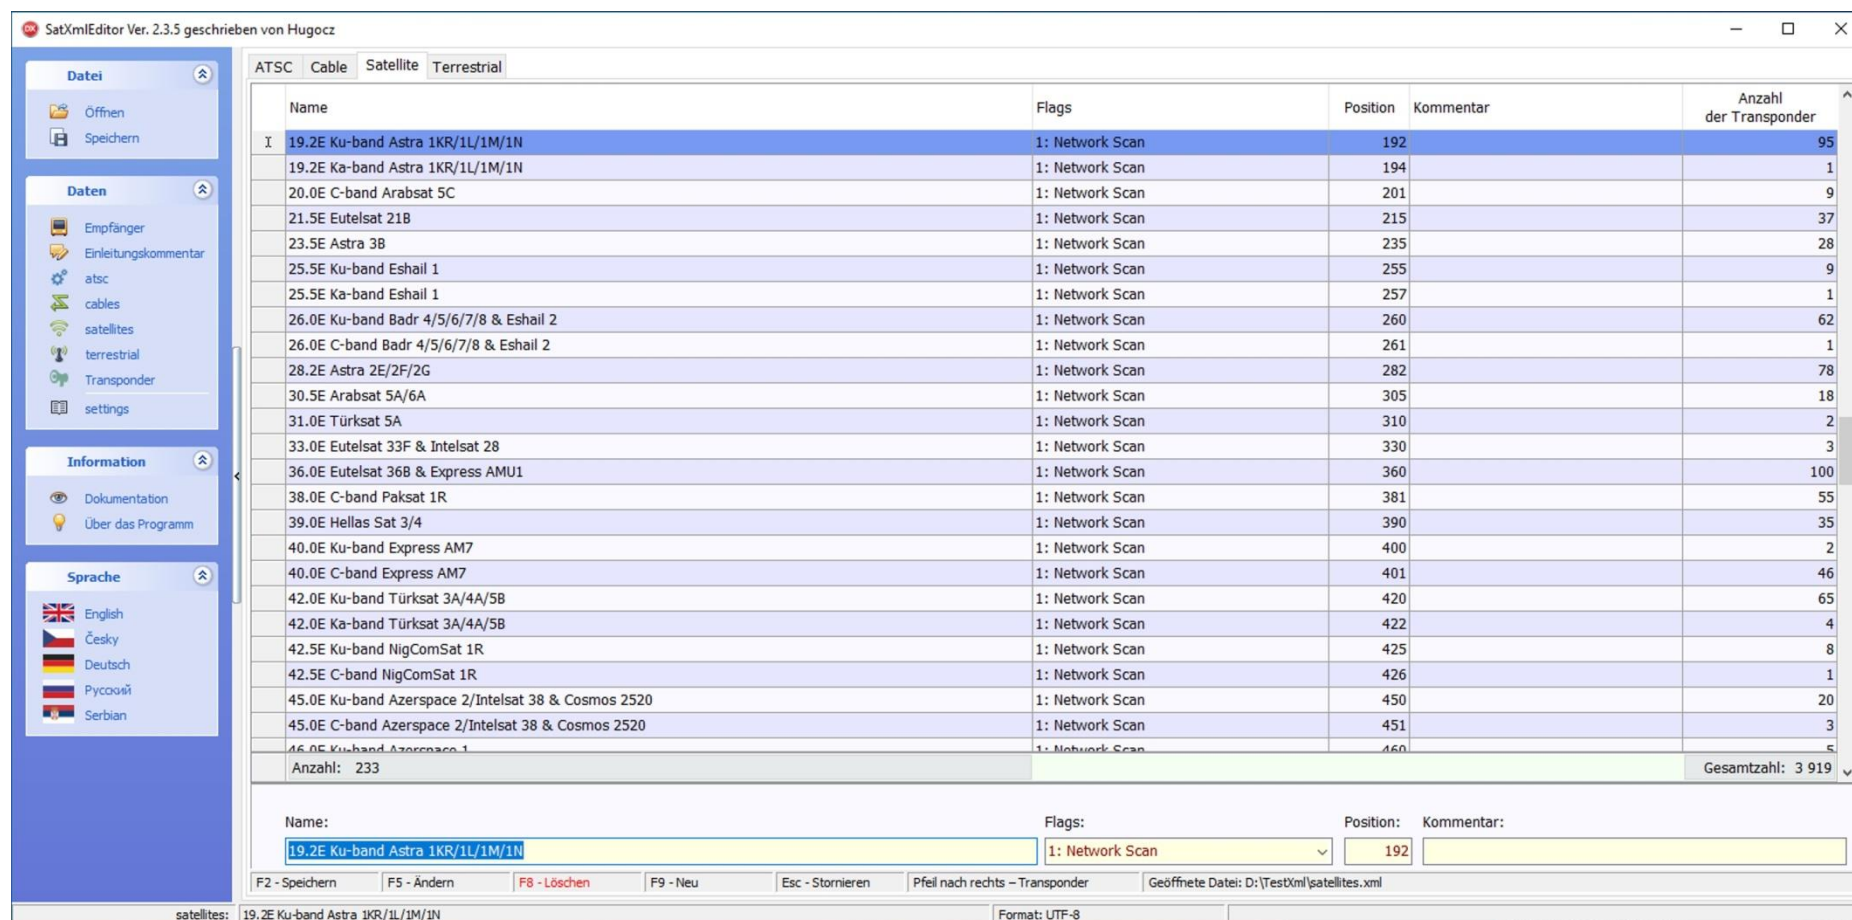 SatXmlEditor Ver. 2.3.5 geschrieben von Hugocz
Datei
Öffnen
Speichern
Daten
Empfänger
Einleitungskommentar
atsc
cables
satellites
terrestrial
Transponder
settings
Information
Dokumentation
Über das Programm
Sprache
English
Česky
Deutsch
Русский
Serbian
ATSC Cable Satellite Terrestrial
Name Flags Position Kommentar Anzahl der Transponder
19.2E Ku-band Astra 1KR/1L/1M/1N 1: Network Scan 192 95
19.2E Ka-band Astra 1KR/1L/1M/1N 1: Network Scan 194 1
20.0E C-band Arabsat 5C 1: Network Scan 201 9
21.5E Eutelsat 21B 1: Network Scan 215 37
23.5E Astra 3B 1: Network Scan 235 28
25.5E Ku-band Eshail 1 1: Network Scan 255 9
25.5E Ka-band Eshail 1 1: Network Scan 257 1
26.0E Ku-band Badr 4/5/6/7/8 & Eshail 2 1: Network Scan 260 62
26.0E C-band Badr 4/5/6/7/8 & Eshail 2 1: Network Scan 261 1
28.2E Astra 2E/2F/2G 1: Network Scan 282 78
30.5E Arabsat 5A/6A 1: Network Scan 305 18
31.0E Türksat 5A 1: Network Scan 310 2
33.0E Eutelsat 33F & Intelsat 28 1: Network Scan 330 3
36.0E Eutelsat 36B & Express AMU1 1: Network Scan 360 100
38.0E C-band Paksat 1R 1: Network Scan 381 55
39.0E Hellas Sat 3/4 1: Network Scan 390 35
40.0E Ku-band Express AM7 1: Network Scan 400 2
40.0E C-band Express AM7 1: Network Scan 401 46
42.0E Ku-band Türksat 3A/4A/5B 1: Network Scan 420 65
42.0E Ka-band Türksat 3A/4A/5B 1: Network Scan 422 4
42.5E Ku-band NigComSat 1R 1: Network Scan 425 8
42.5E C-band NigComSat 1R 1: Network Scan 426 1
45.0E Ku-band Azerspace 2/Intelsat 38 & Cosmos 2520 1: Network Scan 450 20
45.0E C-band Azerspace 2/Intelsat 38 & Cosmos 2520 1: Network Scan 451 3
46.0E Ku-band Azerspace 1 1: Network Scan 460 5
Anzahl: 233 Gesamtzahl: 3 919
Name: Flags: Position: Kommentar:
19.2E Ku-band Astra 1KR/1L/1M/1N 1: Network Scan 192
F2 - Speichern F5 - Ändern F8 - Löschen F9 - Neu Esc - Stornieren Pfeil nach rechts – Transponder Geöffnete Datei: D:\TestXml\satellites.xml
satellites: 19.2E Ku-band Astra 1KR/1L/1M/1N Format: UTF-8